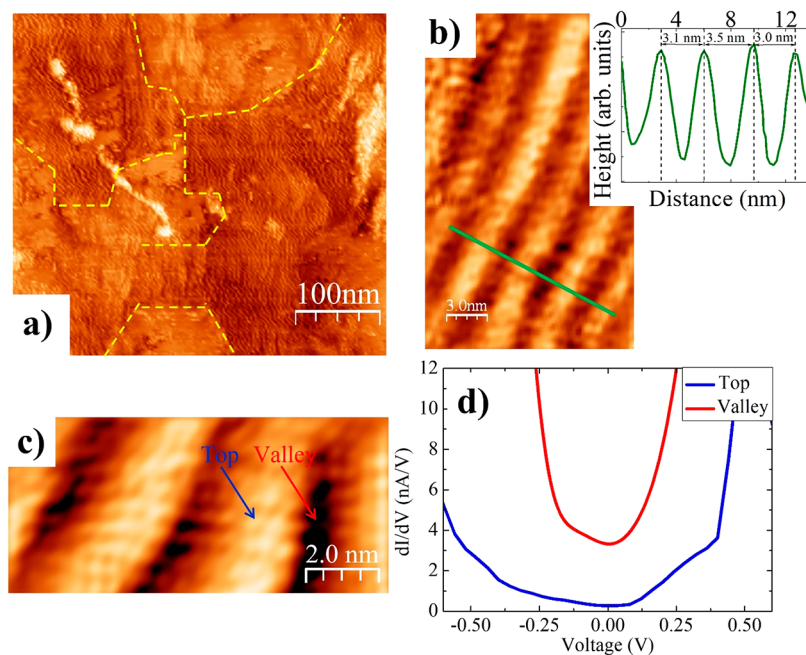 a)
100nm
b)
3.0nm
0 4 8 12
3.1 nm 3.5 nm 3.0 nm
Height (arb. units)
Distance (nm)
c)
Top Valley
2.0 nm
d)
Top
Valley
12
10
8
6
4
2
0
dI/dV (nA/V)
-0.50 -0.25 0.00 0.25 0.50
Voltage (V)